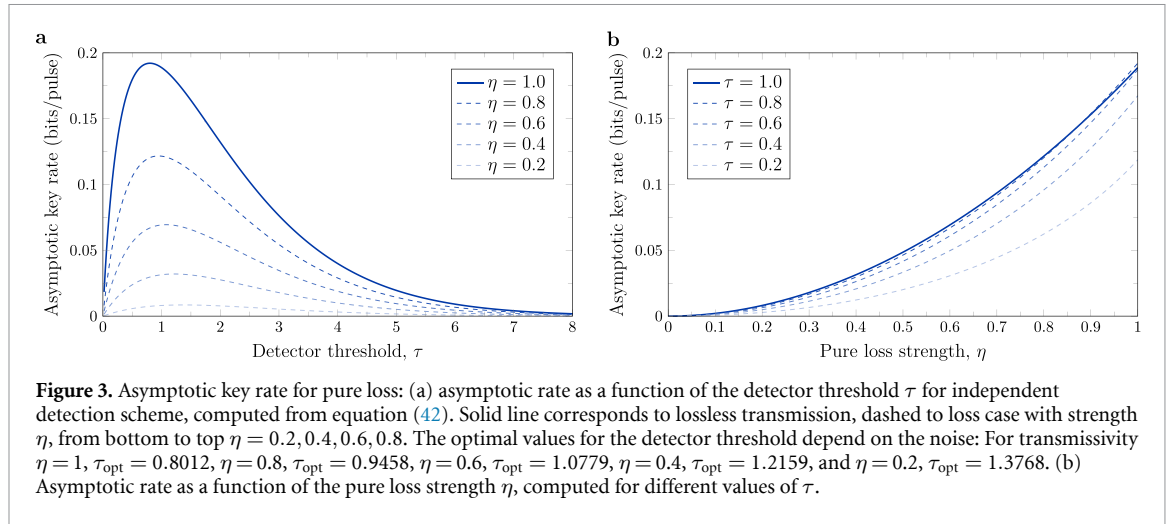 a
Asymptotic key rate (bits/pulse)
0.2
0.15
0.1
0.05
0
0 1 2 3 4 5 6 7 8
Detector threshold, τ
η = 1.0
η = 0.8
η = 0.6
η = 0.4
η = 0.2
b
Asymptotic key rate (bits/pulse)
0.2
0.15
0.1
0.05
0
0 0.1 0.2 0.3 0.4 0.5 0.6 0.7 0.8 0.9 1
Pure loss strength, η
τ = 1.0
τ = 0.8
τ = 0.6
τ = 0.4
τ = 0.2
Figure 3. Asymptotic key rate for pure loss: (a) asymptotic rate as a function of the detector threshold τ for independent
detection scheme, computed from equation (42). Solid line corresponds to lossless transmission, dashed to loss case with strength
η, from bottom to top η = 0.2, 0.4, 0.6, 0.8. The optimal values for the detector threshold depend on the noise: For transmissivity
η = 1, τopt = 0.8012, η = 0.8, τopt = 0.9458, η = 0.6, τopt = 1.0779, η = 0.4, τopt = 1.2159, and η = 0.2, τopt = 1.3768. (b)
Asymptotic rate as a function of the pure loss strength η, computed for different values of τ.